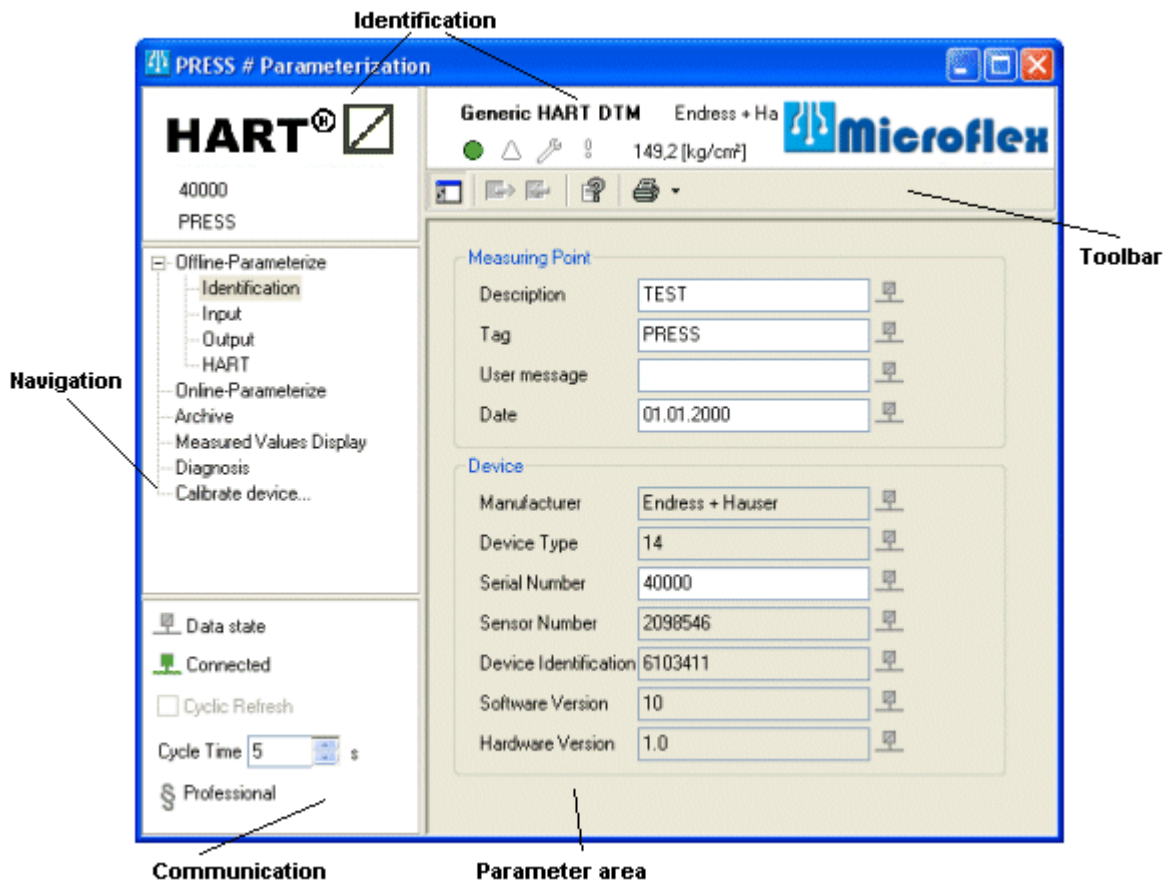 Identification
PRESS # Parameterization
HART®
40000
PRESS
Generic HART DTM Endress + Ha
Microflex
149,2 [kg/cm²]
Toolbar
Offline-Parameterize
Identification
Input
Output
HART
Online-Parameterize
Archive
Measured Values Display
Diagnosis
Calibrate device...
Navigation
Measuring Point
Description TEST
Tag PRESS
User message
Date 01.01.2000
Device
Manufacturer Endress + Hauser
Device Type 14
Serial Number 40000
Sensor Number 2098546
Device Identification 6103411
Software Version 10
Hardware Version 1.0
Data state
Connected
Cyclic Refresh
Cycle Time 5 s
§ Professional
Communication
Parameter area